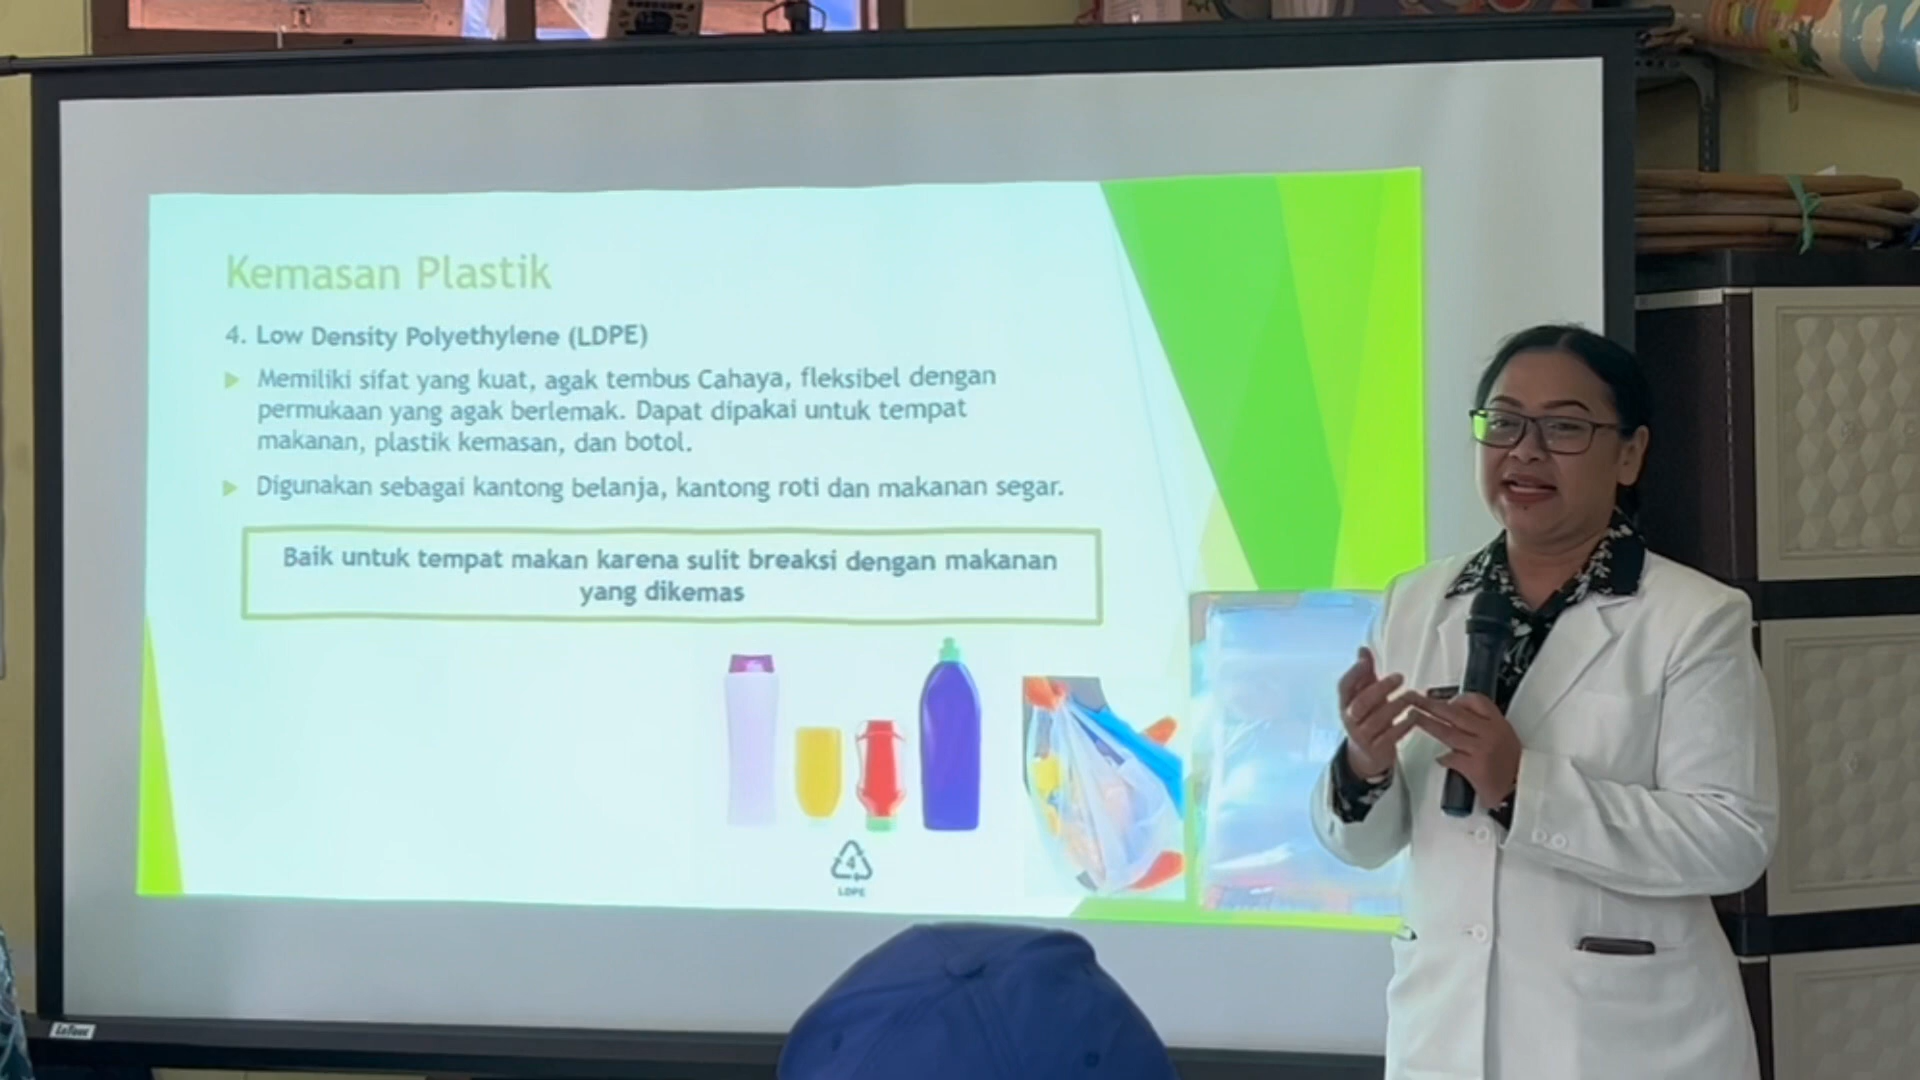 Kemasan Plastik
4. Low Density Polyethylene (LDPE)
Memiliki sifat yang kuat, agak tembus Cahaya, fleksibel dengan
permukaan yang agak berlemak. Dapat dipakai untuk tempat
makanan, plastik kemasan, dan botol.
Digunakan sebagai kantong belanja, kantong roti dan makanan segar.
Baik untuk tempat makan karena sulit breaksi dengan makanan
yang dikemas
4
LDPE